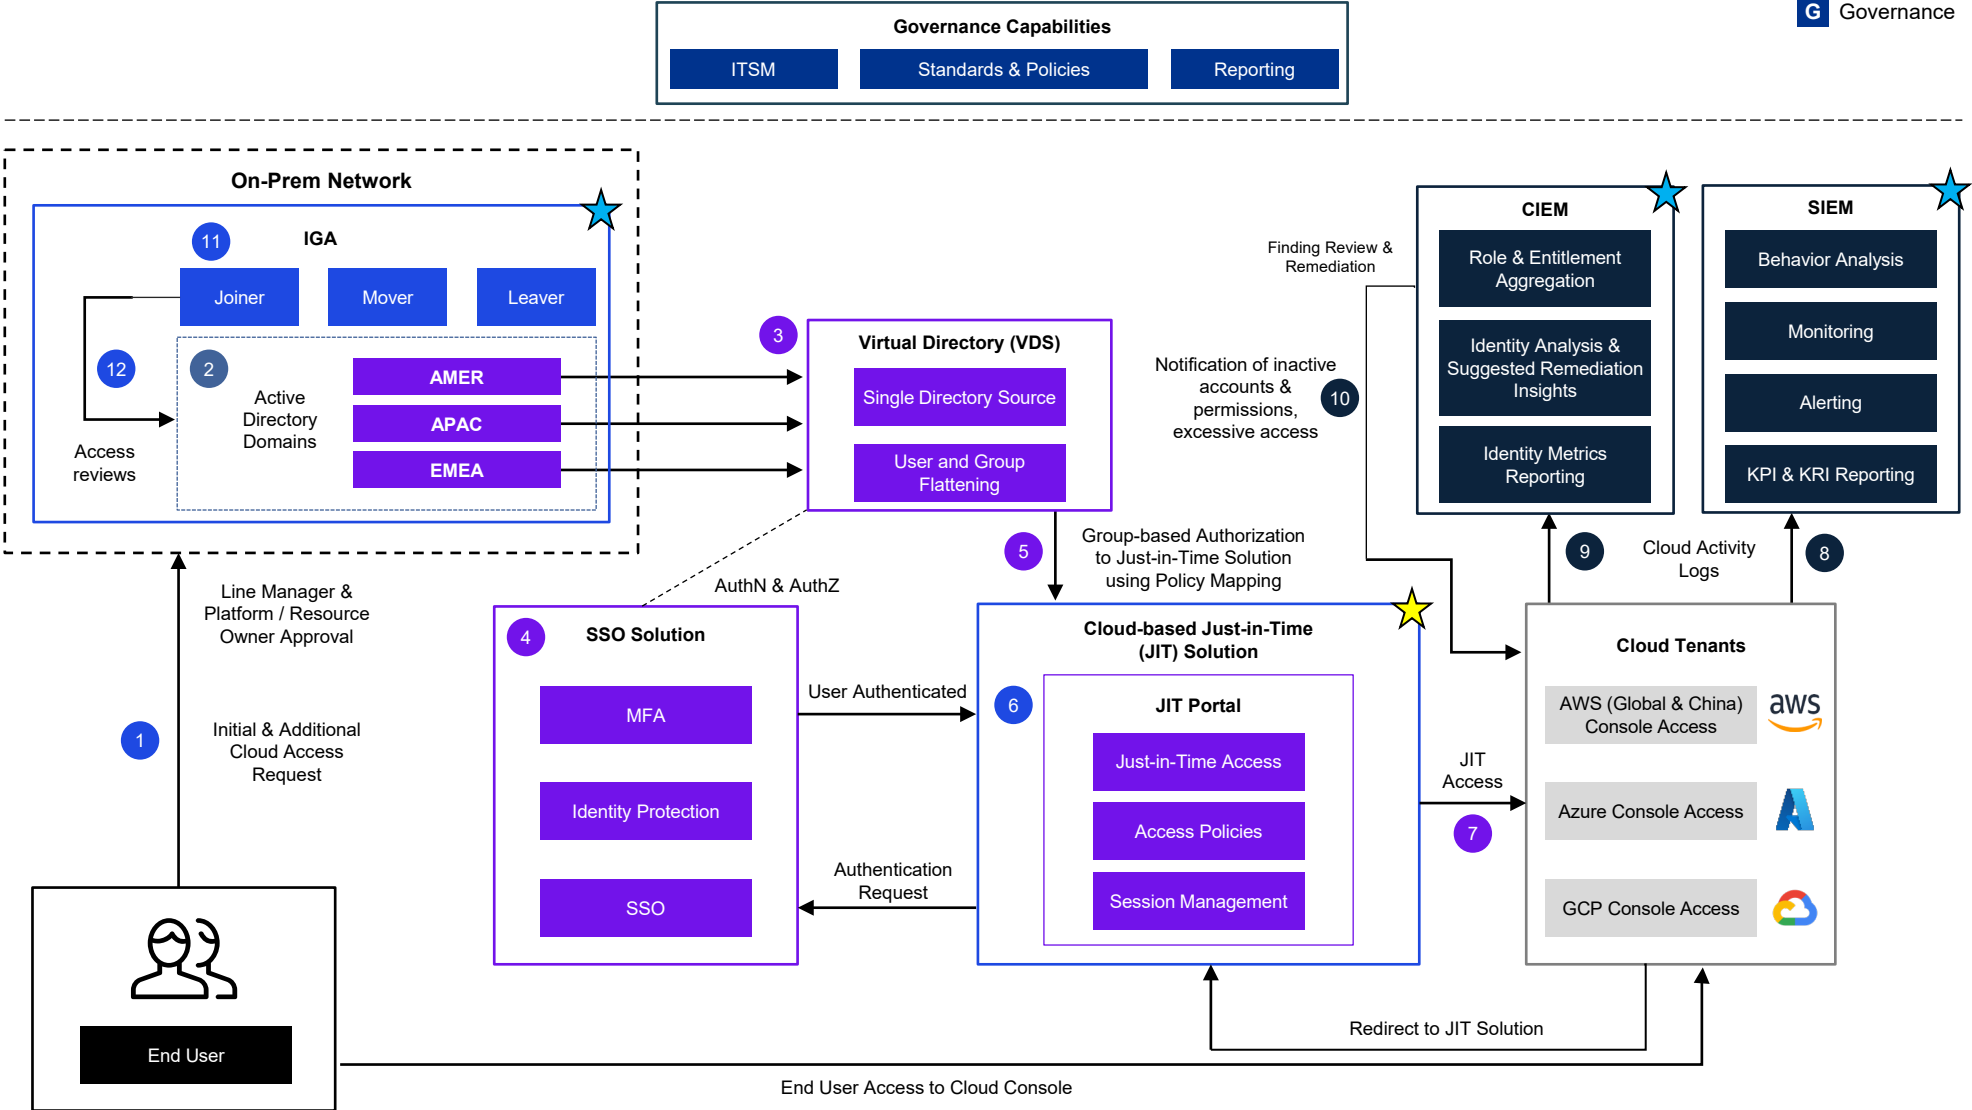 G Governance
Governance Capabilities
ITSM
Standards & Policies
Reporting
On-Prem Network
11
IGA
Joiner
Mover
Leaver
12
Access
reviews
2
Active
Directory
Domains
AMER
APAC
EMEA
3
Virtual Directory (VDS)
Single Directory Source
User and Group
Flattening
Finding Review &
Remediation
Notification of inactive
accounts &
permissions,
excessive access
10
CIEM
Role & Entitlement
Aggregation
Identity Analysis &
Suggested Remediation
Insights
Identity Metrics
Reporting
SIEM
Behavior Analysis
Monitoring
Alerting
KPI & KRI Reporting
5
Group-based Authorization
to Just-in-Time Solution
using Policy Mapping
9
Cloud Activity
Logs
8
Line Manager &
Platform / Resource
Owner Approval
1
Initial & Additional
Cloud Access
Request
AuthN & AuthZ
4
SSO Solution
MFA
Identity Protection
SSO
User Authenticated
Authentication
Request
Cloud-based Just-in-Time
(JIT) Solution
6
JIT Portal
Just-in-Time Access
Access Policies
Session Management
JIT
Access
7
Cloud Tenants
AWS (Global & China)
Console Access
aws
Azure Console Access
GCP Console Access
Redirect to JIT Solution
End User
End User Access to Cloud Console